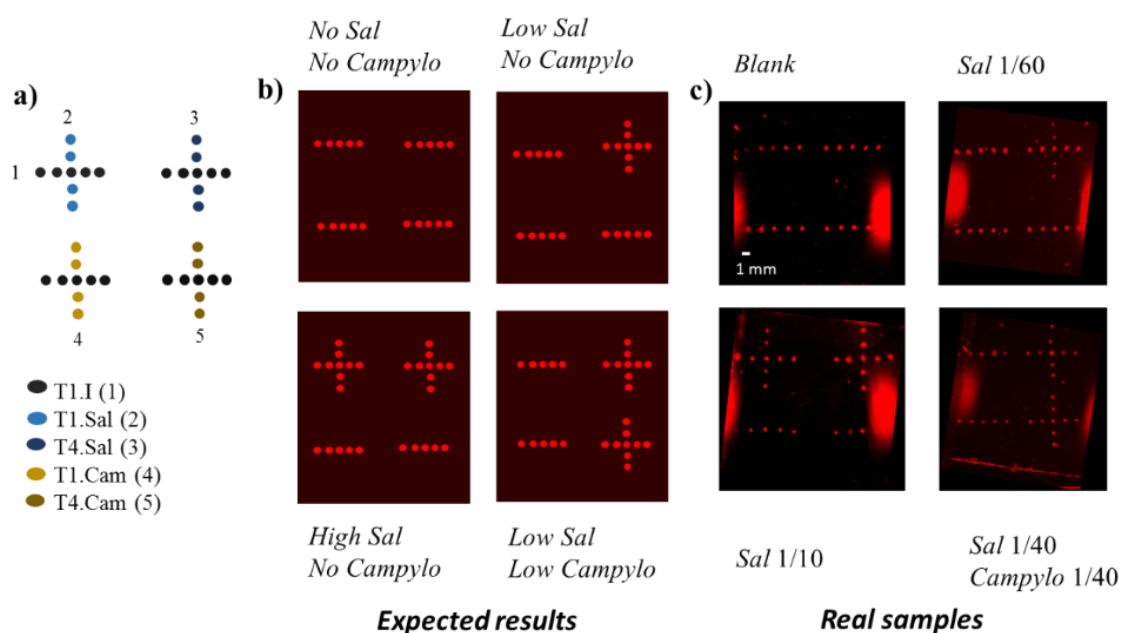 a)
2
3
1
4
5
T1.I (1)
T1.Sal (2)
T4.Sal (3)
T1.Cam (4)
T4.Cam (5)
b)
No Sal
No Campylo
Low Sal
No Campylo
High Sal
No Campylo
Low Sal
Low Campylo
Expected results
c)
Blank
Sal 1/60
1 mm
Sal 1/10
Sal 1/40
Campylo 1/40
Real samples